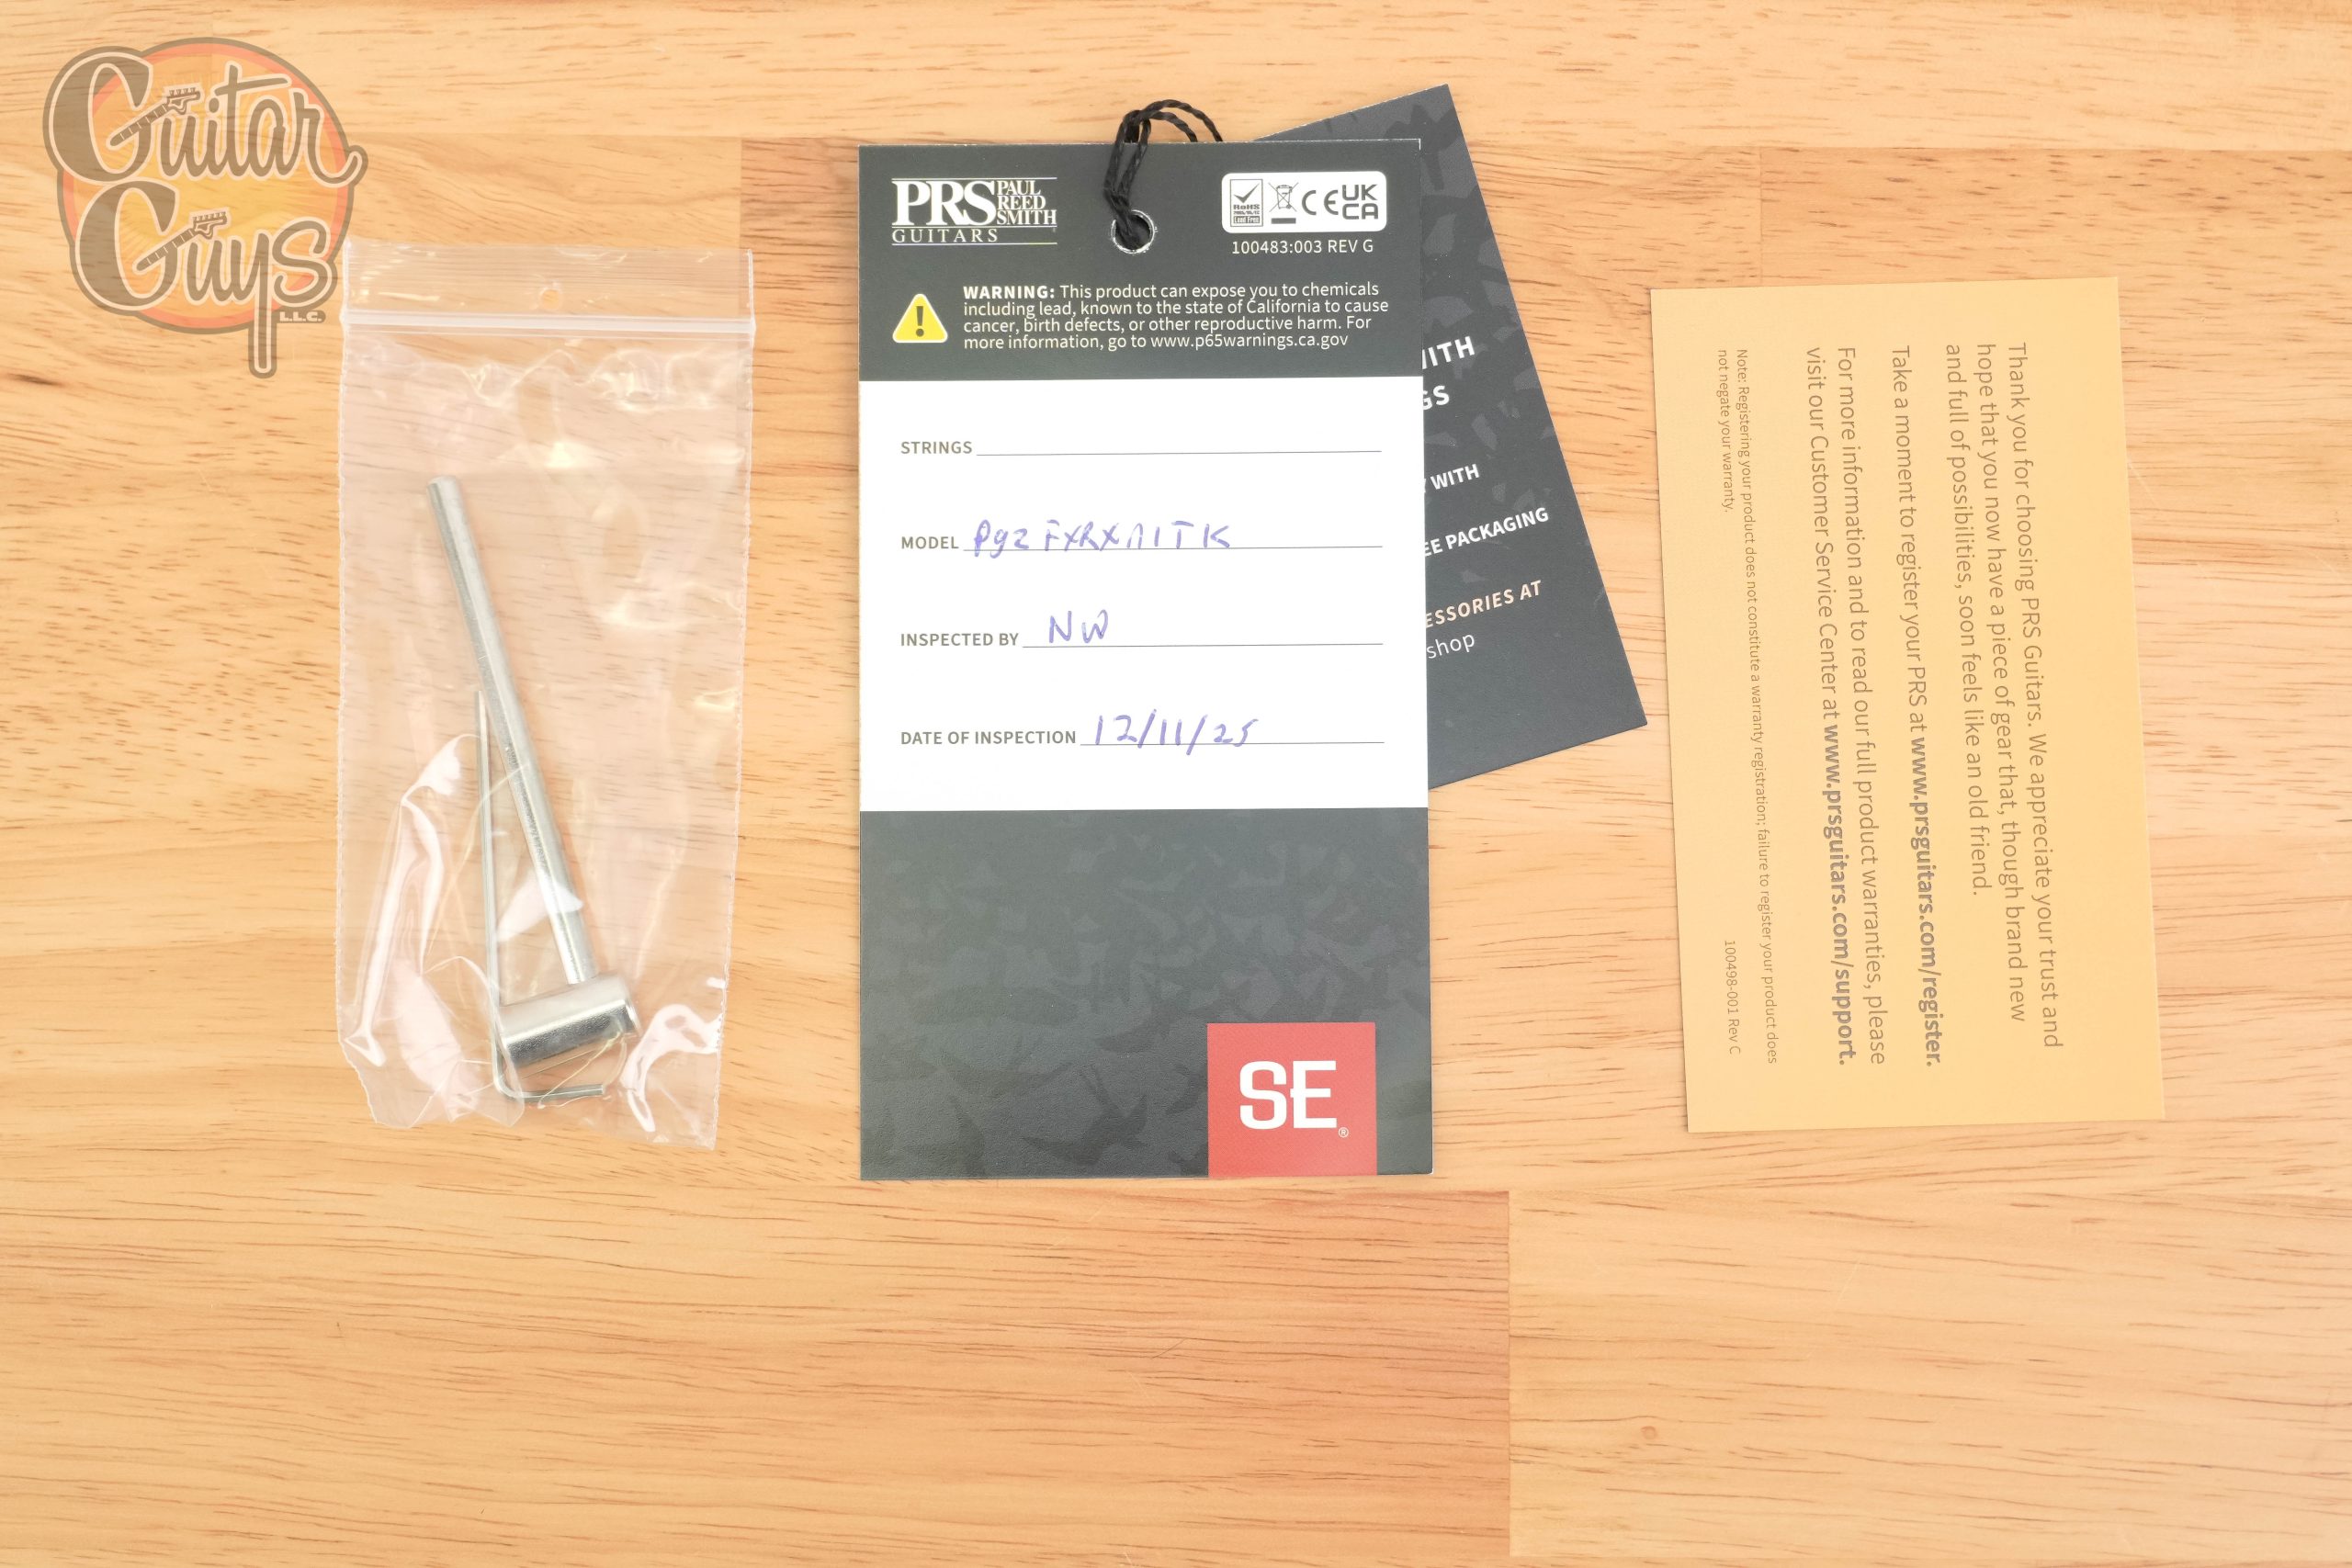 Guitar
Guys
L.L.C.
PRS PAUL REED SMITH
GUITARS
RoHS
Lead Free
CE UK CA
100483:003 REV G
WARNING: This product can expose you to chemicals
including lead, known to the state of California to cause
cancer, birth defects, or other reproductive harm. For
more information, go to www.p65warnings.ca.gov
STRINGS
MODEL
INSPECTED BY NW
DATE OF INSPECTION 12/11/25
SE®
WITH
EE PACKAGING
ESSORIES AT
shop
Thank you for choosing PRS Guitars. We appreciate your trust and
hope that you now have a piece of gear that, though brand new
and full of possibilities, soon feels like an old friend.
Take a moment to register your PRS at www.prsguitars.com/register.
For more information and to read our full product warranties, please
visit our Customer Service Center at www.prsguitars.com/support.
Note: Registering your product does not constitute a warranty registration; failure to register your product does
not negate your warranty.
100498-001 Rev C